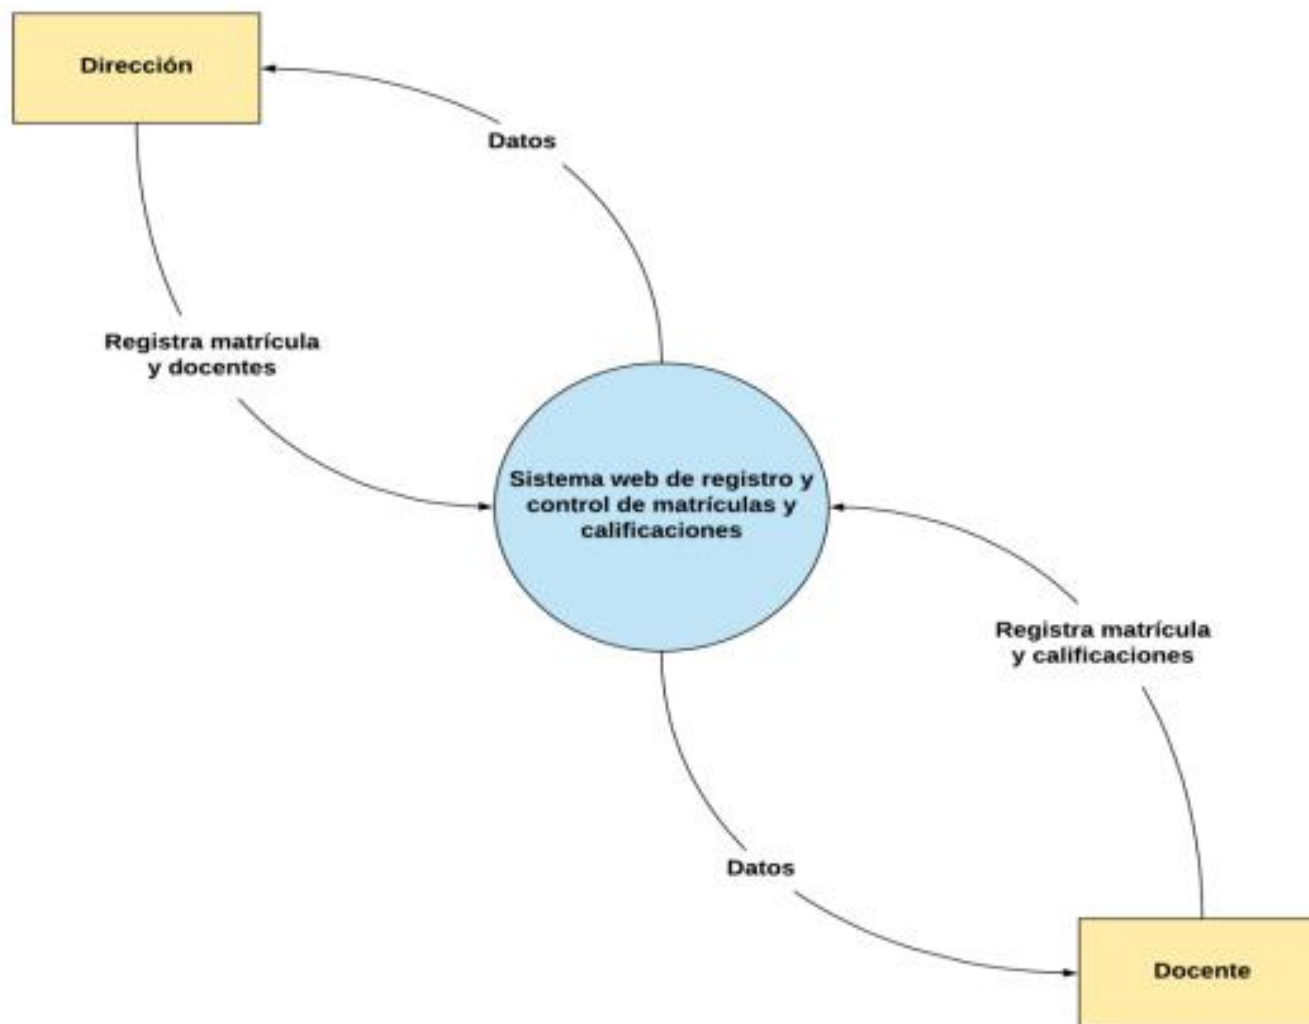 Dirección
Datos
Registra matrícula
y docentes
Sistema web de registro y
control de matrículas y
calificaciones
Registra matrícula
y calificaciones
Datos
Docente